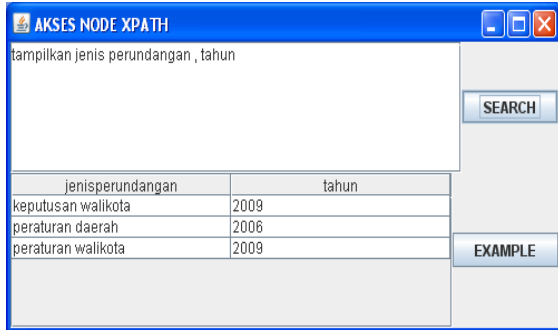 AKSES NODE XPATH
tampilkan jenis perundangan , tahun
SEARCH
jenisperundangan tahun
keputusan walikota 2009
peraturan daerah 2006
peraturan walikota 2009
EXAMPLE